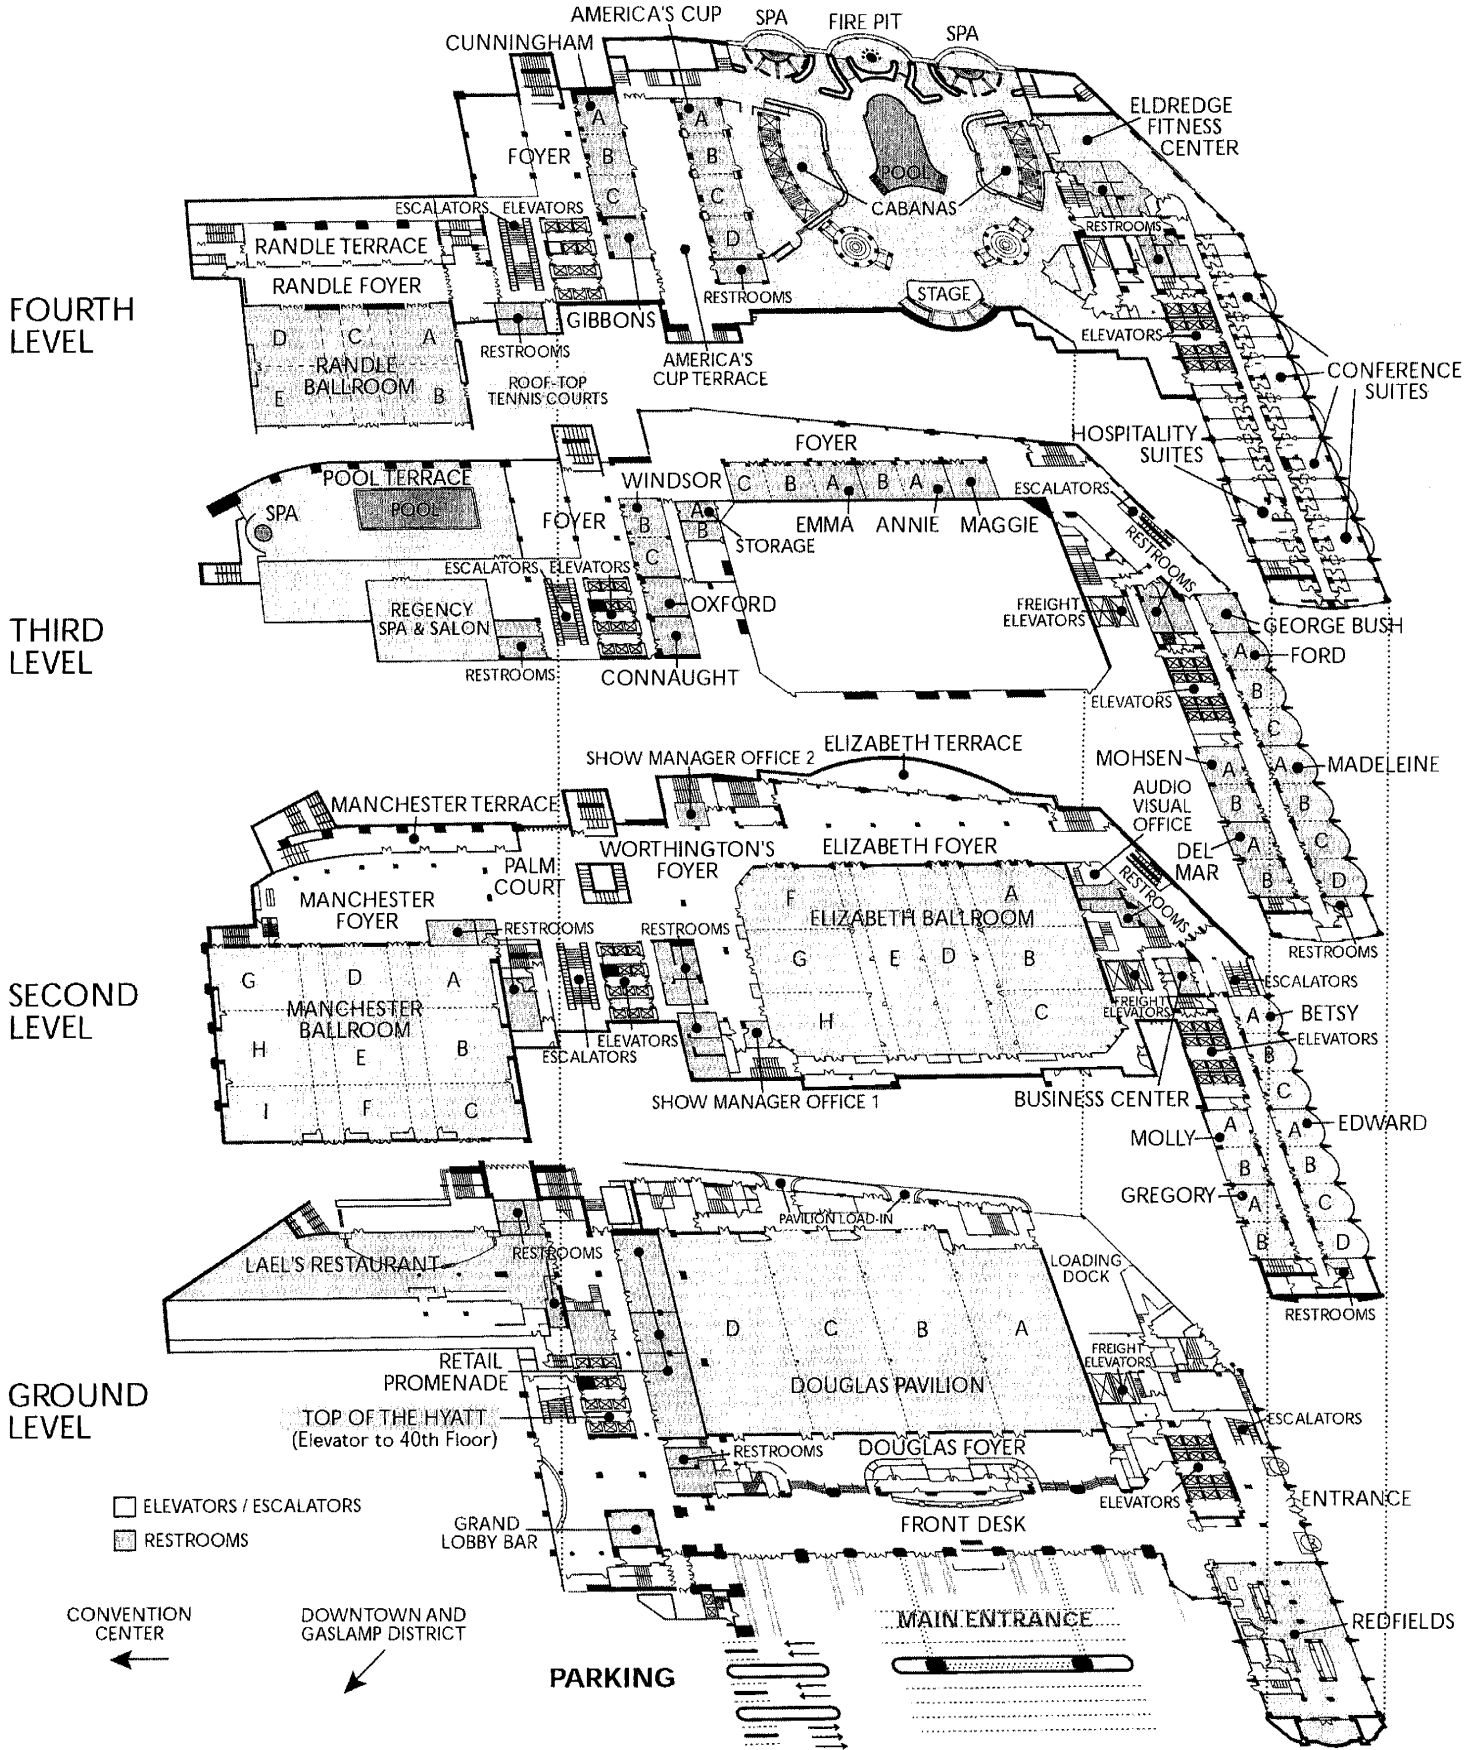 AMERICA'S CUP
SPA
FIRE PIT
SPA
CUNNINGHAM
A
A
ELDREDGE
FITNESS
CENTER
FOYER
B
B
C
C
POOL
CABANAS
ESCALATORS
ELEVATORS
RESTROOMS
RANDLE TERRACE
D
RANDLE FOYER
RESTROOMS
STAGE
FOURTH
LEVEL
GIBBONS
ELEVATORS
D
C
A
RESTROOMS
AMERICA'S
CUP TERRACE
RANDLE
BALLROOM
E
B
ROOF-TOP
TENNIS COURTS
CONFERENCE
SUITES
HOSPITALITY
SUITES
FOYER
POOL TERRACE
WINDSOR
C
B
A
B
A
ESCALATORS
POOL
SPA
FOYER
B
A
B
EMMA
ANNIE
MAGGIE
RESTROOMS
STORAGE
C
ESCALATORS
ELEVATORS
THIRD
LEVEL
REGENCY
SPA & SALON
OXFORD
FREIGHT
ELEVATORS
GEORGE BUSH
RESTROOMS
CONNAUGHT
A
FORD
B
ELEVATORS
C
SHOW MANAGER OFFICE 2
ELIZABETH TERRACE
MOHSEN
A
A
MADELEINE
MANCHESTER TERRACE
AUDIO
VISUAL
OFFICE
B
B
WORTHINGTON'S
FOYER
ELIZABETH FOYER
DEL
MAR
A
C
PALM
COURT
B
D
MANCHESTER
FOYER
F
A
RESTROOMS
ELIZABETH BALLROOM
H
RESTROOMS
RESTROOMS
RESTROOMS
SECOND
LEVEL
G
D
A
G
E
D
B
ESCALATORS
MANCHESTER
BALLROOM
FREIGHT
ELEVATORS
A
BETSY
H
E
B
H
C
ELEVATORS
ESCALATORS
ELEVATORS
B
I
F
C
SHOW MANAGER OFFICE 1
BUSINESS CENTER
C
MOLLY
A
A
EDWARD
B
B
GREGORY
A
C
B
D
PAVILION LOAD-IN
RESTROOMS
LAEL'S RESTAURANT
LOADING
DOCK
RESTROOMS
D
C
B
A
FREIGHT
ELEVATORS
GROUND
LEVEL
RETAIL
PROMENADE
DOUGLAS PAVILION
TOP OF THE HYATT
(Elevator to 40th Floor)
ESCALATORS
RESTROOMS
DOUGLAS FOYER
ELEVATORS
ENTRANCE
ELEVATORS / ESCALATORS
RESTROOMS
GRAND
LOBBY BAR
FRONT DESK
CONVENTION
CENTER
DOWNTOWN AND
GASLAMP DISTRICT
MAIN ENTRANCE
REDFIELDS
PARKING